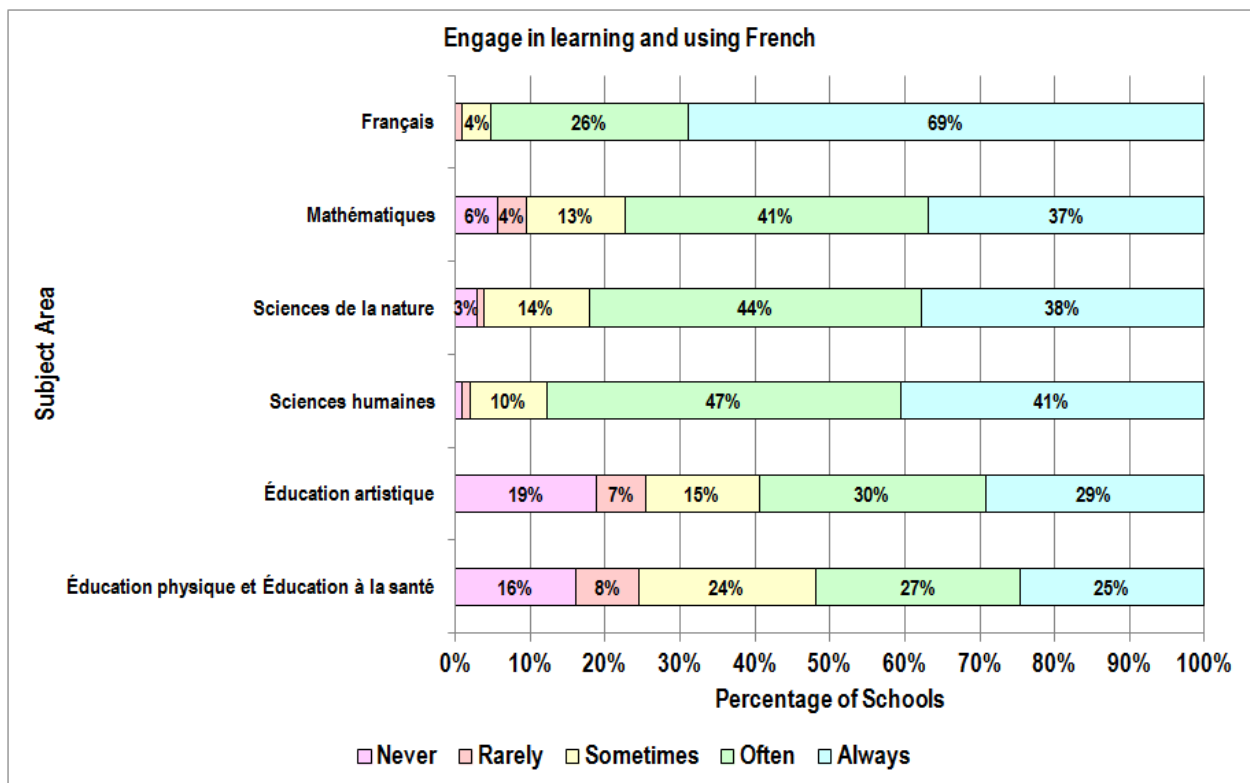 Engage in learning and using French
Subject Area
Français
4%
26%
69%
Mathématiques
6%
4%
13%
41%
37%
Sciences de la nature
3%
14%
44%
38%
Sciences humaines
10%
47%
41%
Éducation artistique
19%
7%
15%
30%
29%
Éducation physique et Éducation à la santé
16%
8%
24%
27%
25%
0% 10% 20% 30% 40% 50% 60% 70% 80% 90% 100%
Percentage of Schools
Never Rarely Sometimes Often Always